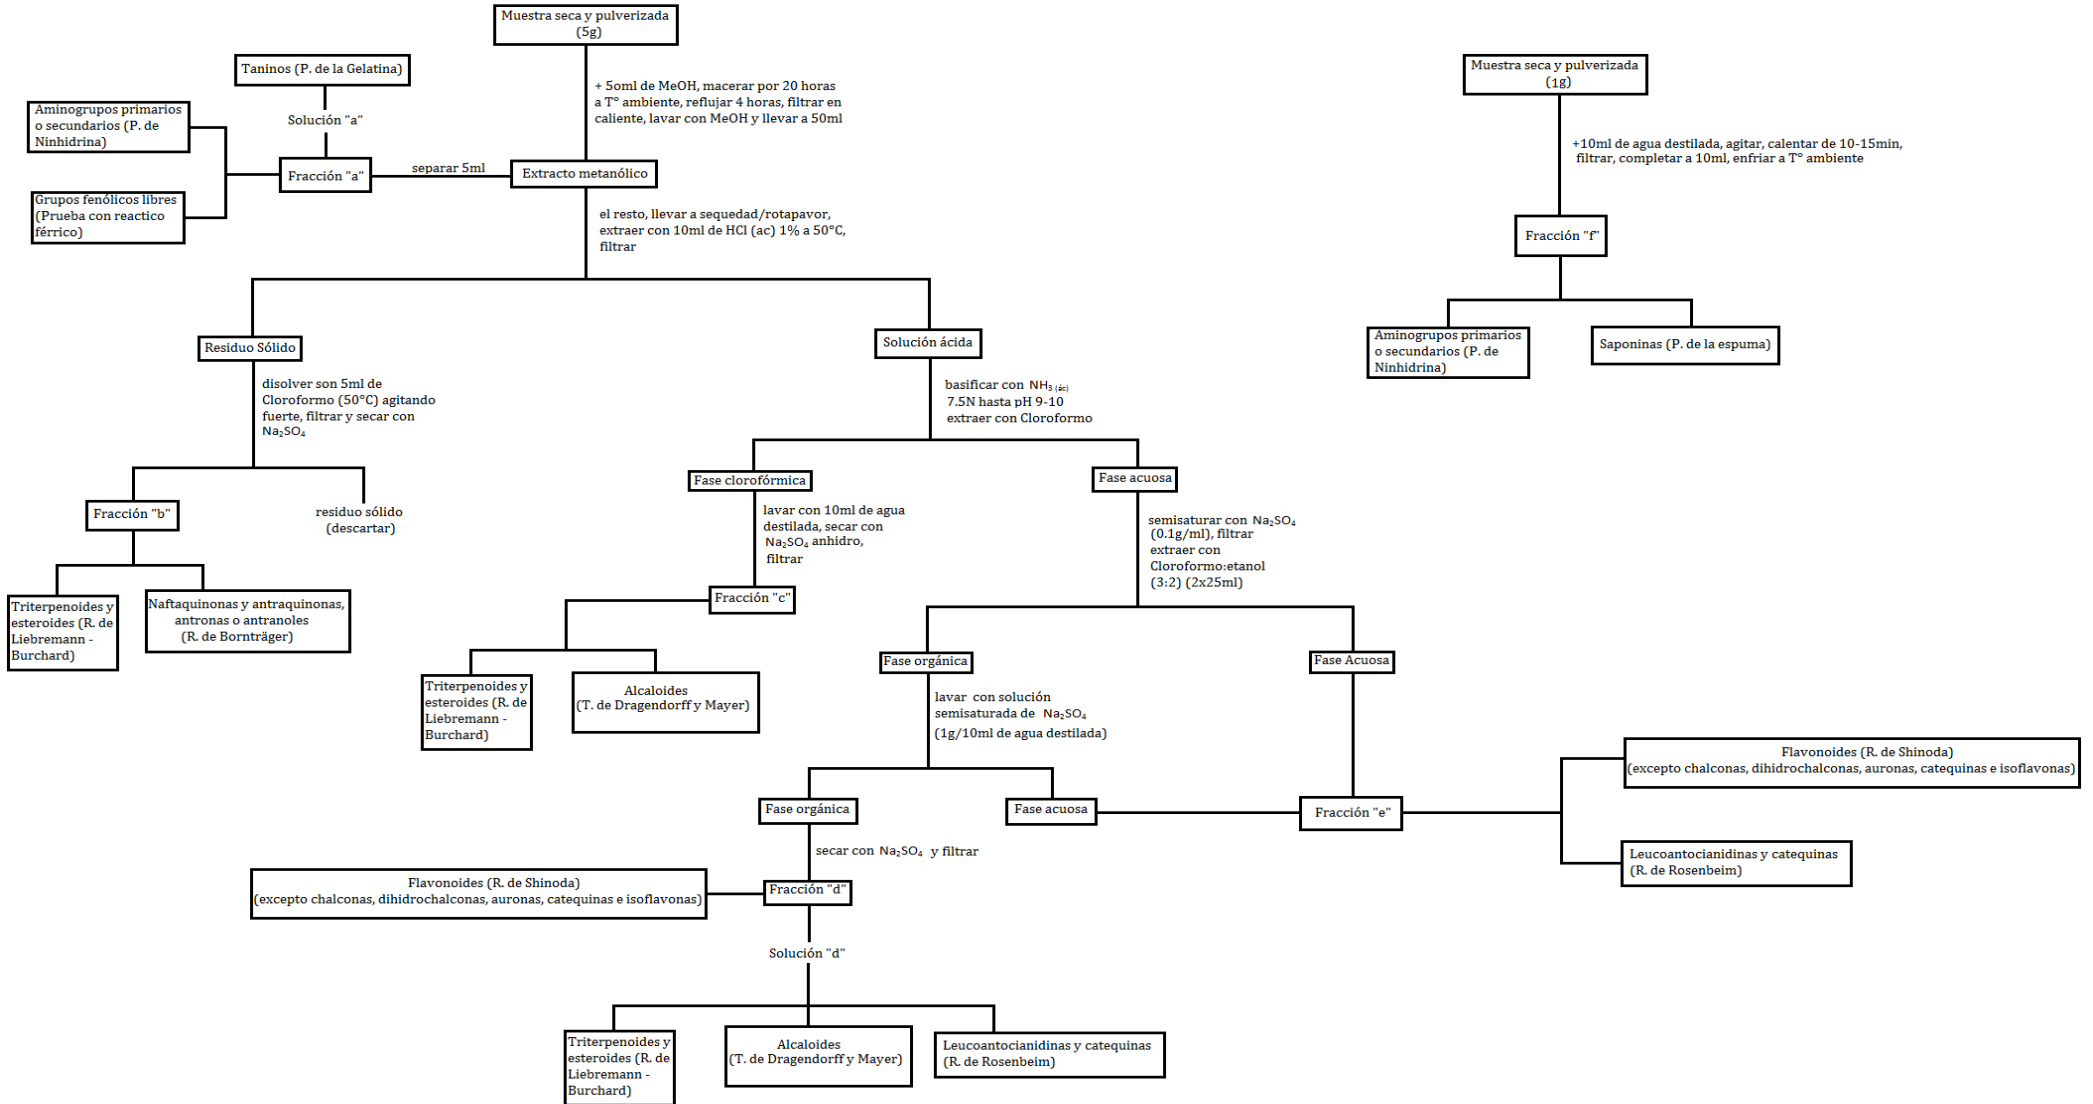 Muestra seca y pulverizada
(5g)
Taninos (P. de la Gelatina)
Muestra seca y pulverizada
(1g)
+ 5oml de MeOH, macerar por 20 horas
a T° ambiente, reflujar 4 horas, filtrar en
caliente, lavar con MeOH y llevar a 50ml
Aminogrupos primarios
o secundarios (P. de
Ninhidrina)
Solución "a"
+10ml de agua destilada, agitar, calentar de 10-15min,
filtrar, completar a 10ml, enfriar a T° ambiente
Fracción "a"
separar 5ml
Extracto metanólico
Grupos fenólicos libres
(Prueba con reactico
férrico)
el resto, llevar a sequedad/rotapavor,
extraer con 10ml de HCl (ac) 1% a 50°C,
filtrar
Fracción "f"
Residuo Sólido
Solución ácida
Aminogrupos primarios
o secundarios (P. de
Ninhidrina)
Saponinas (P. de la espuma)
disolver son 5ml de
Cloroformo (50°C) agitando
fuerte, filtrar y secar con
Na₂SO₄
basificar con NH₃ (ác)
7.5N hasta pH 9-10
extraer con Cloroformo
Fase clorofórmica
Fase acuosa
Fracción "b"
residuo sólido
(descartar)
lavar con 10ml de agua
destilada, secar con
Na₂SO₄ anhidro,
filtrar
semisaturar con Na₂SO₄
(0.1g/ml), filtrar
extraer con
Cloroformo:etanol
(3:2) (2x25ml)
Triterpenoides y
esteroides (R. de
Liebremann -
Burchard)
Naftaquinonas y antraquinonas,
antronas o antranoles
(R. de Bornträger)
Fracción "c"
Fase orgánica
Fase Acuosa
Triterpenoides y
esteroides (R. de
Liebremann -
Burchard)
Alcaloides
(T. de Dragendorff y Mayer)
lavar con solución
semisaturada de Na₂SO₄
(1g/10ml de agua destilada)
Flavonoides (R. de Shinoda)
(excepto chalconas, dihidrochalconas, auronas, catequinas e isoflavonas)
Fase orgánica
Fase acuosa
Fracción "e"
secar con Na₂SO₄ y filtrar
Leucoantocianidinas y catequinas
(R. de Rosenbeim)
Flavonoides (R. de Shinoda)
(excepto chalconas, dihidrochalconas, auronas, catequinas e isoflavonas)
Fracción "d"
Solución "d"
Triterpenoides y
esteroides (R. de
Liebremann -
Burchard)
Alcaloides
(T. de Dragendorff y Mayer)
Leucoantocianidinas y catequinas
(R. de Rosenbeim)